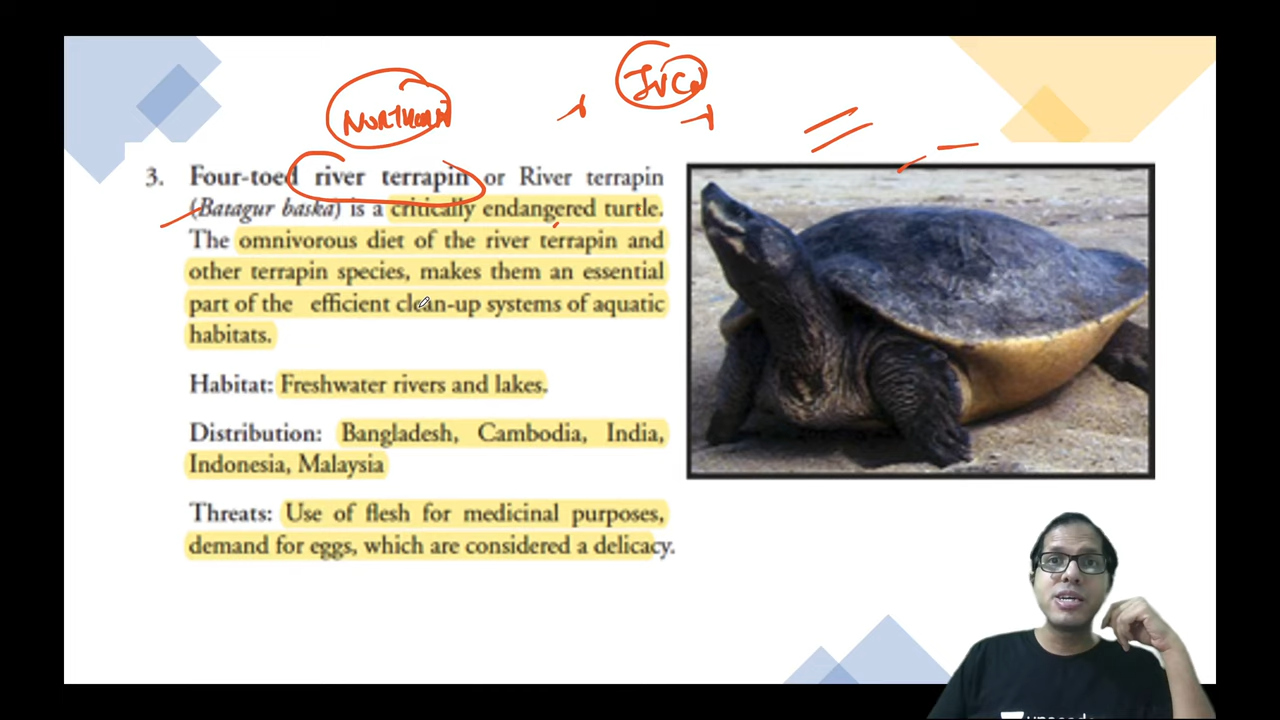 NORTHERN
3. Four-toed river terrapin or River terrapin
(Batagur baska) is a critically endangered turtle.
The omnivorous diet of the river terrapin and
other terrapin species, makes them an essential
part of the efficient clean-up systems of aquatic
habitats.
Habitat: Freshwater rivers and lakes.
Distribution: Bangladesh, Cambodia, India,
Indonesia, Malaysia
Threats: Use of flesh for medicinal purposes,
demand for eggs, which are considered a delicacy.